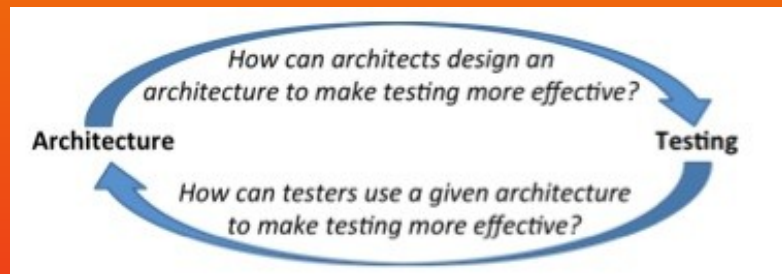 How can architects design an
architecture to make testing more effective?
Architecture
Testing
How can testers use a given architecture
to make testing more effective?